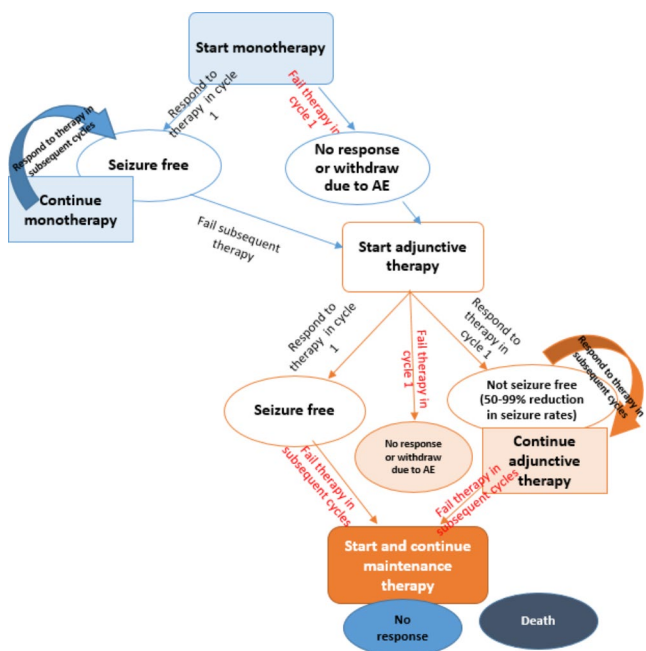 Start monotherapy
Respond to
therapy in cycle
1
Fail therapy in
cycle 1
Respond to therapy in
subsequent cycles
Seizure free
No response
or withdraw
due to AE
Continue
monotherapy
Fail subsequent
therapy
Start adjunctive
therapy
Respond to
therapy in cycle
1
Fail therapy in
cycle 1
Respond to
therapy in
cycle 1
Respond to therapy in
subsequent cycles
Seizure free
Not seizure free
(50-99% reduction
in seizure rates)
No response
or withdraw
due to AE
Continue
adjunctive
therapy
Fail therapy in
subsequent cycles
Fail therapy in
subsequent cycles
Start and continue
maintenance
therapy
No
response
Death